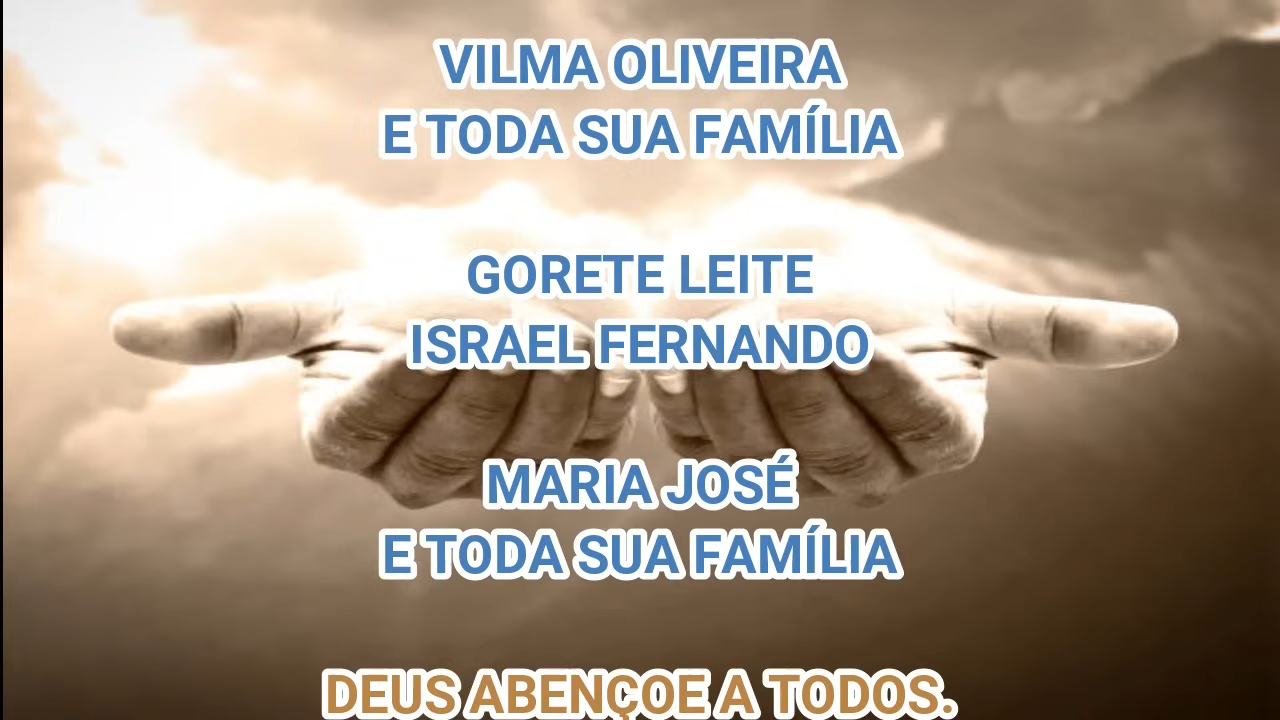 VILMA OLIVEIRA
E TODA SUA FAMÍLIA
GORETE LEITE
ISRAEL FERNANDO
MARIA JOSÉ
E TODA SUA FAMÍLIA
DEUS ABENÇOE A TODOS.